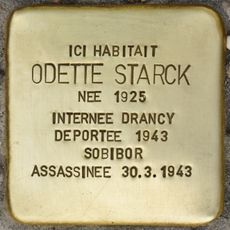 ICI HABITAIT
ODETTE STARCK
NEE 1925
INTERNEE DRANCY
DEPORTEE 1943
SOBIBOR
ASSASSINEE 30.3.1943